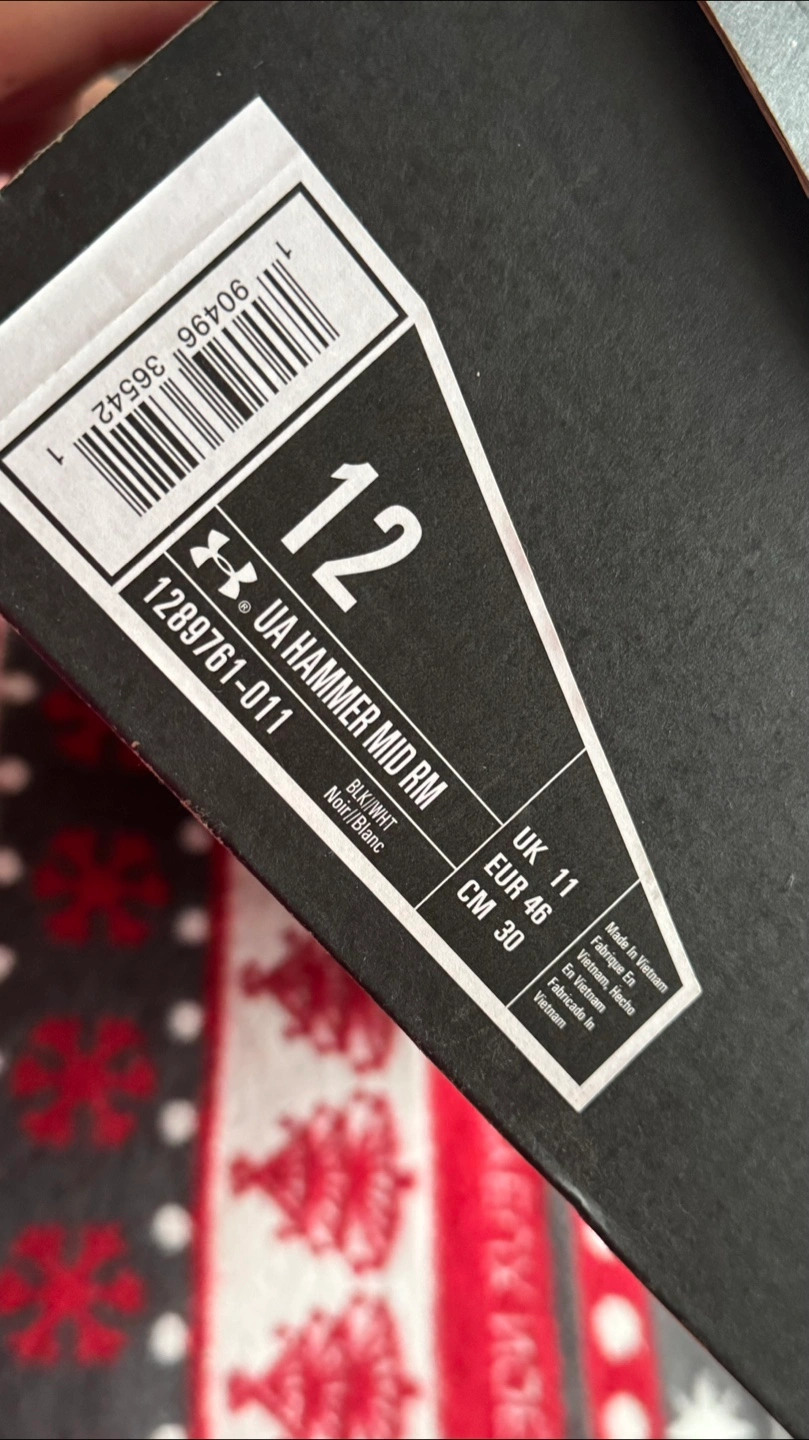 1 90496 36542 1
12
® UA HAMMER MID RM
1289761-011
BLK//WHT
Noir//Blanc
UK 11
EUR 46
CM 30
Made In Vietnam
Fabrique En
Vietnam, Hecho
En Vietnam
Fabricado In
Vietnam